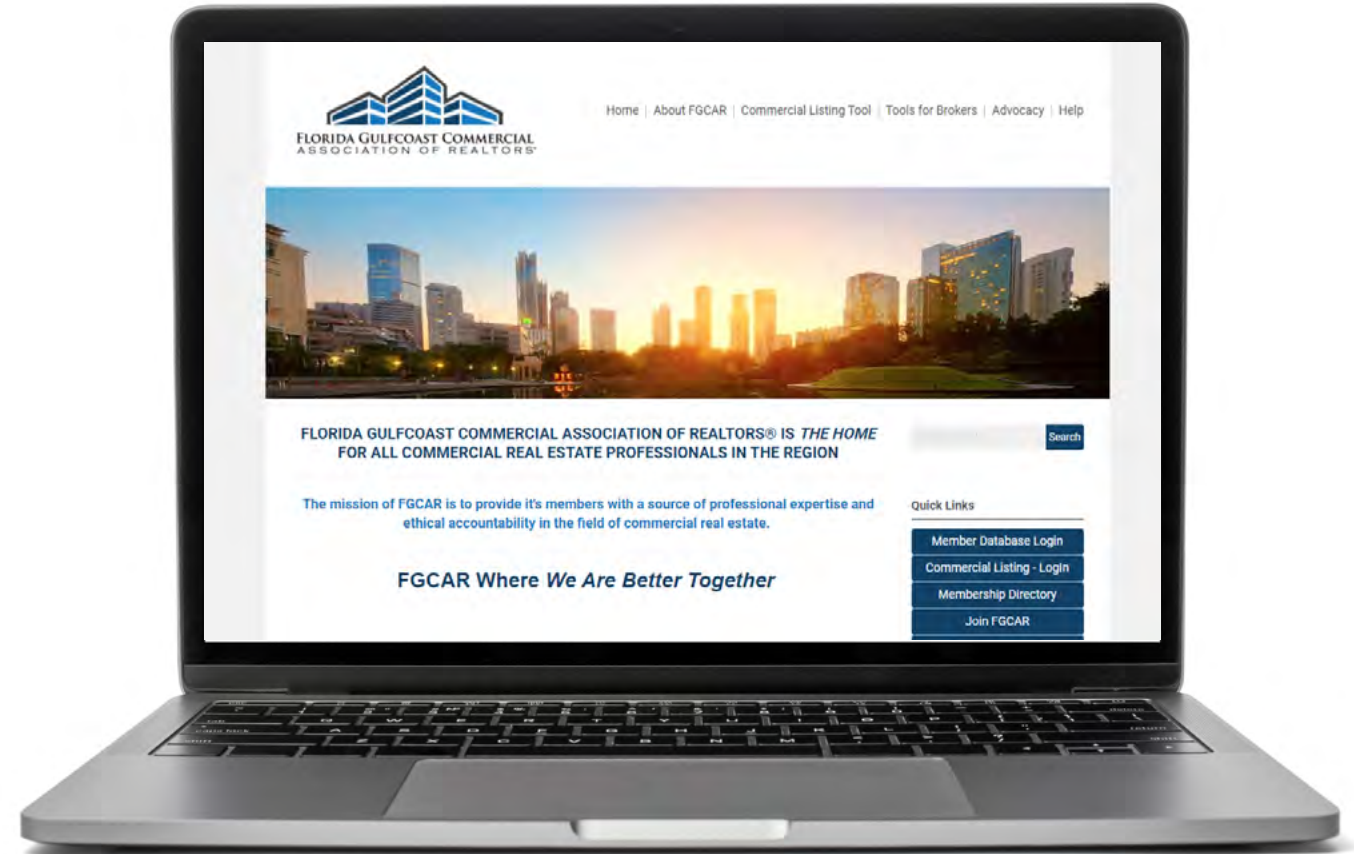 FLORIDA GULFCOAST COMMERCIAL
ASSOCIATION OF REALTORS®
Home | About FGCAR | Commercial Listing Tool | Tools for Brokers | Advocacy | Help
FLORIDA GULFCOAST COMMERCIAL ASSOCIATION OF REALTORS® IS THE HOME
FOR ALL COMMERCIAL REAL ESTATE PROFESSIONALS IN THE REGION
Search
The mission of FGCAR is to provide it's members with a source of professional expertise and
ethical accountability in the field of commercial real estate.
FGCAR Where We Are Better Together
Quick Links
Member Database Login
Commercial Listing - Login
Membership Directory
Join FGCAR